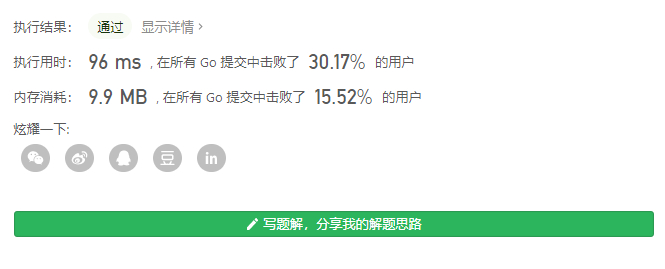 执行结果： 通过 显示详情 >
执行用时： 96 ms , 在所有 Go 提交中击败了 30.17% 的用户
内存消耗： 9.9 MB , 在所有 Go 提交中击败了 15.52% 的用户
炫耀一下:
豆 in
写题解，分享我的解题思路